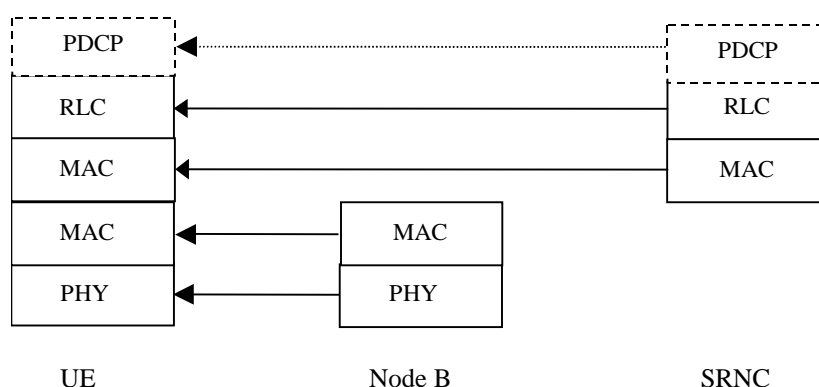 PDCP PDCP
RLC RLC
MAC MAC
MAC MAC
PHY PHY
UE Node B SRNC